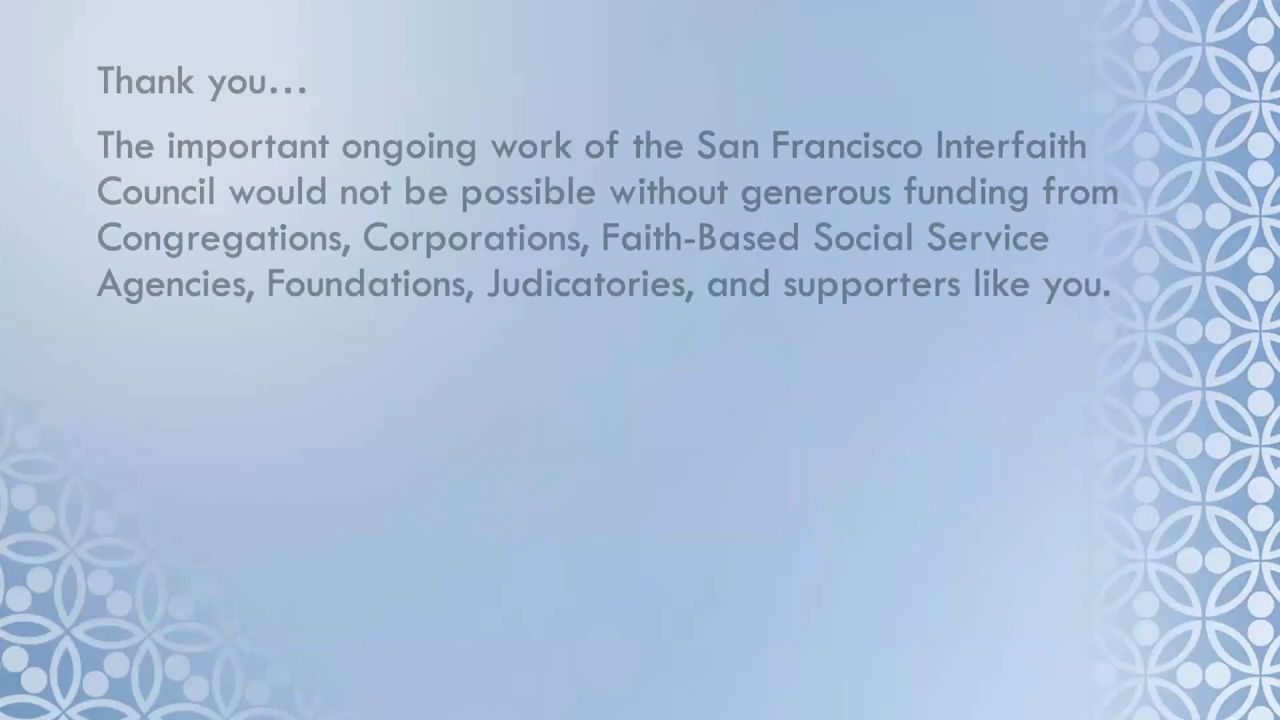 Thank you…
The important ongoing work of the San Francisco Interfaith
Council would not be possible without generous funding from
Congregations, Corporations, Faith-Based Social Service
Agencies, Foundations, Judicatories, and supporters like you.